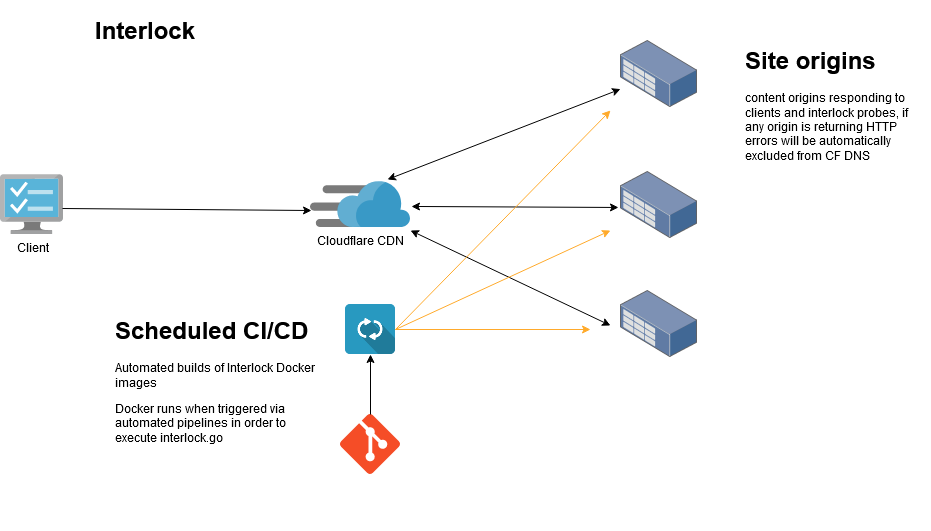 Interlock
Site origins
content origins responding to
clients and interlock probes, if
any origin is returning HTTP
errors will be automatically
excluded from CF DNS
Client
Cloudflare CDN
Scheduled CI/CD
Automated builds of Interlock Docker
images
Docker runs when triggered via
automated pipelines in order to
execute interlock.go